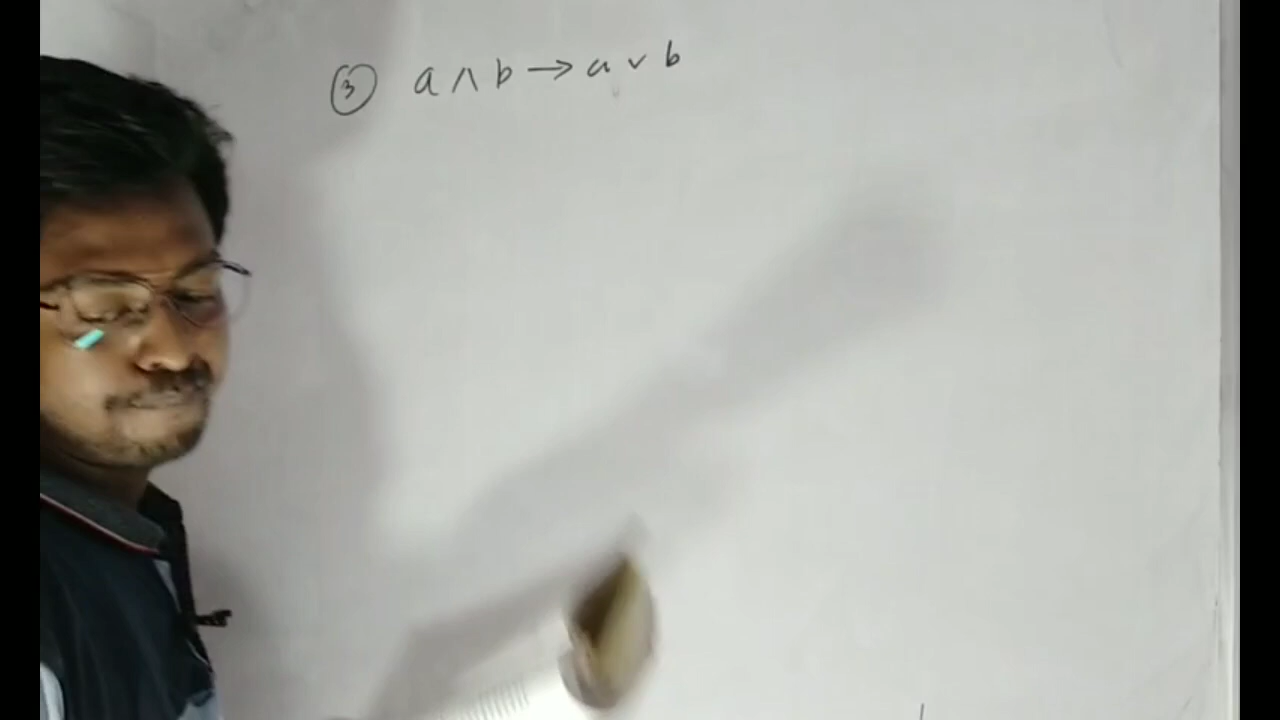 ③ a ∧ b → a ∨ b